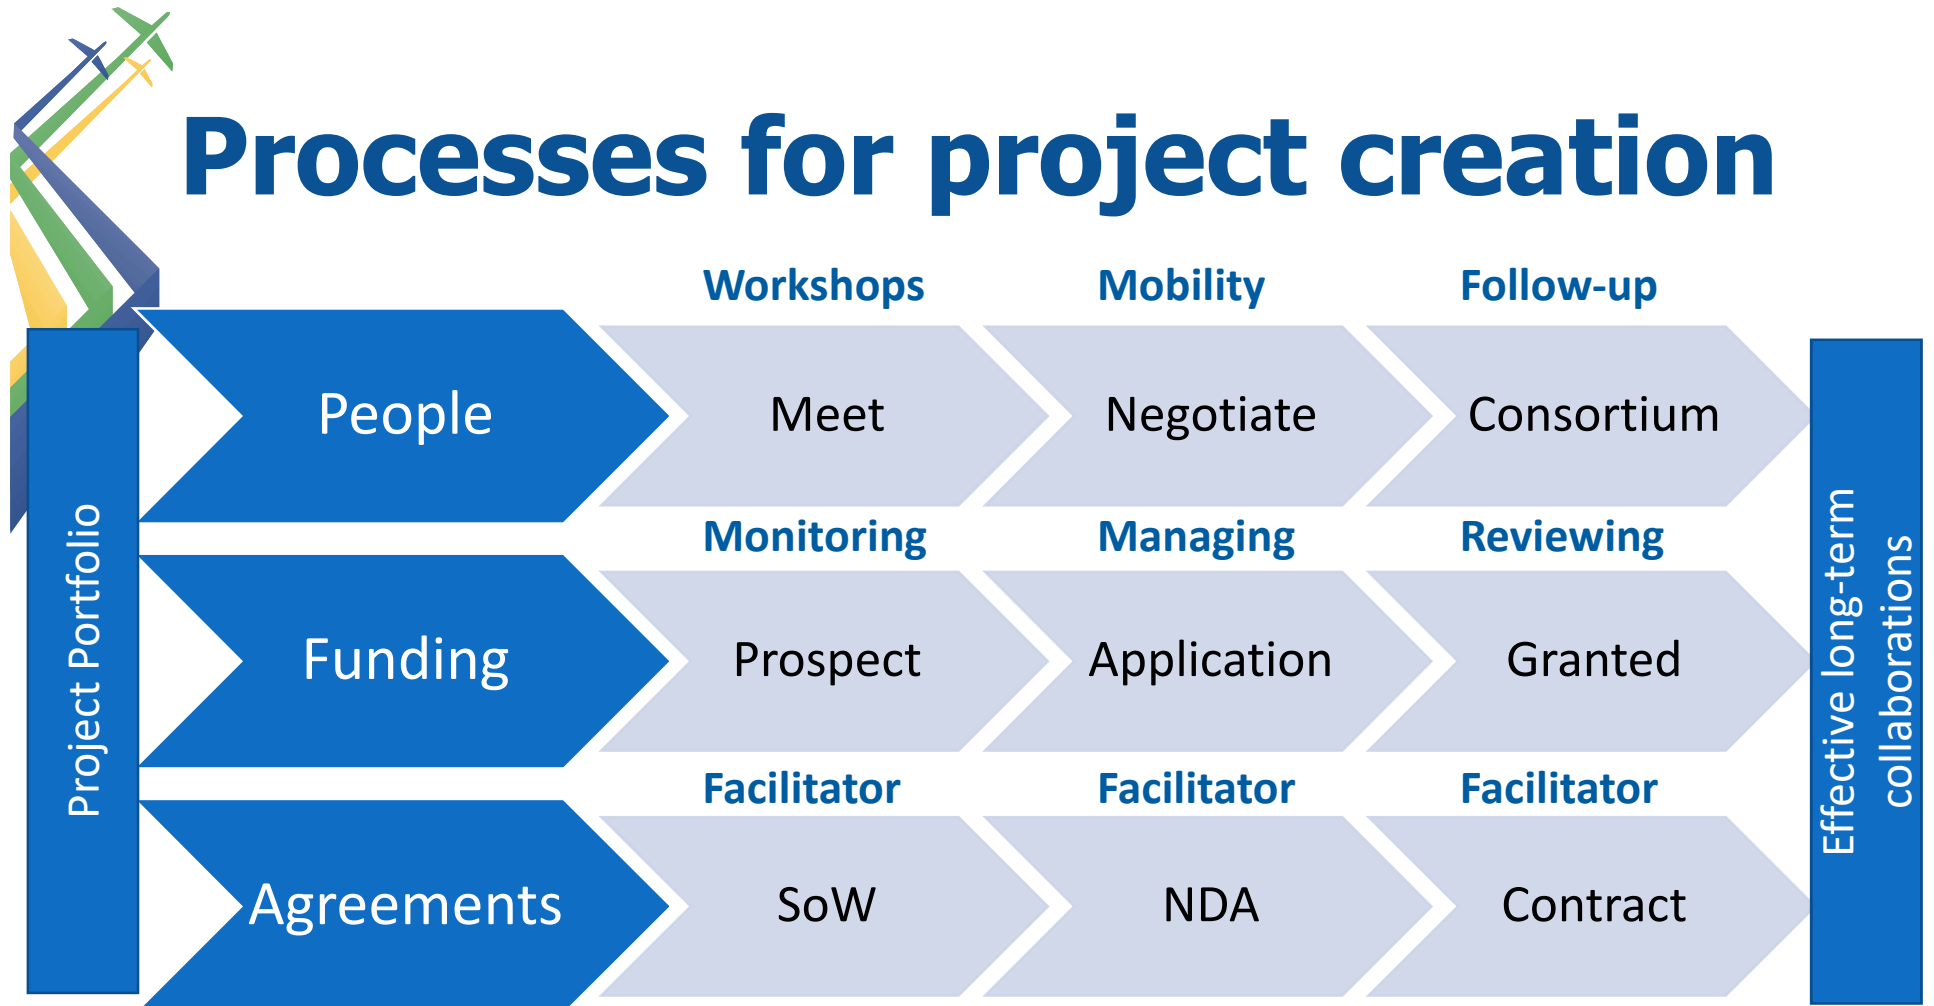 Processes for project creation
Workshops Mobility Follow-up
People Meet Negotiate Consortium
Monitoring Managing Reviewing
Funding Prospect Application Granted
Facilitator Facilitator Facilitator
Agreements SoW NDA Contract
Project Portfolio
Effective long-term
collaborations